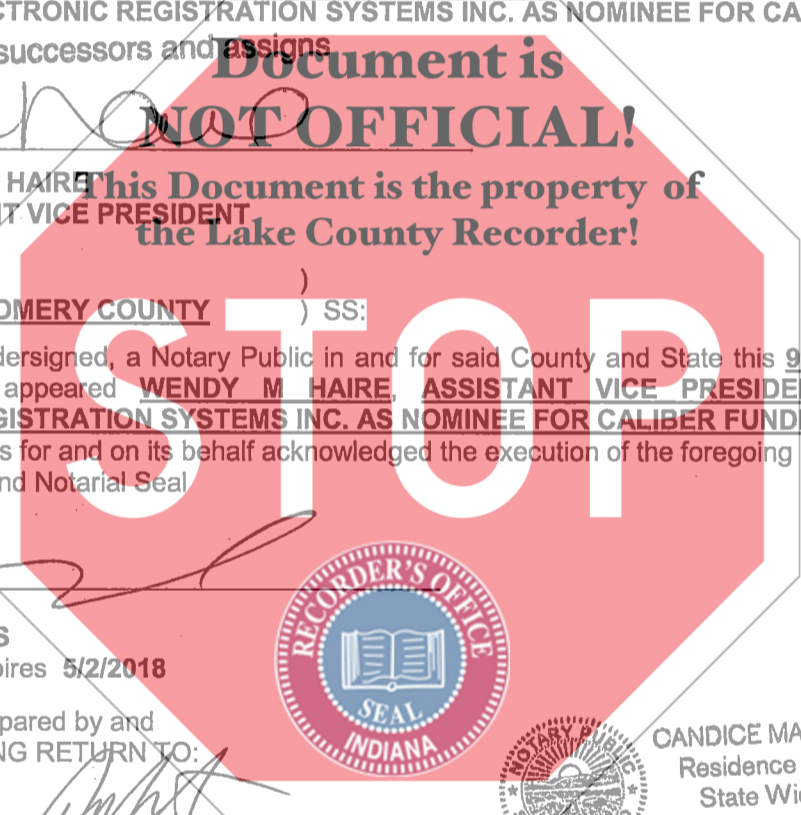 CTRONIC REGISTRATION SYSTEMS INC. AS NOMINEE FOR CA
successors and assigns
Document is
NOT OFFICIAL!
This Document is the property of
the Lake County Recorder!
HAIRE
T VICE PRESIDENT
)
OMERY COUNTY ) SS:
dersigned, a Notary Public in and for said County and State this 9
appeared WENDY M HAIRE, ASSISTANT VICE PRESIDE
GISTRATION SYSTEMS INC. AS NOMINEE FOR CALIBER FUND
s for and on its behalf acknowledged the execution of the foregoing
nd Notarial Seal
STOP
S
pires 5/2/2018
pared by and
NG RETURN TO:
RECORDER'S OFFICE
SEAL
INDIANA
NOTARY PUBLIC
CANDICE MA
Residence
State Wi